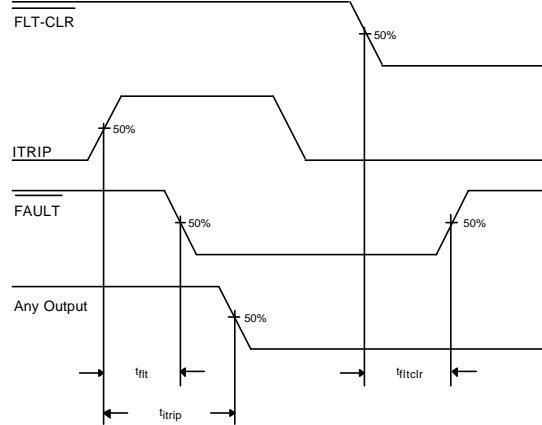 FLT-CLR
50%
50%
ITRIP
FAULT
50%
50%
Any Output
50%
tflt
tfltclr
titrip